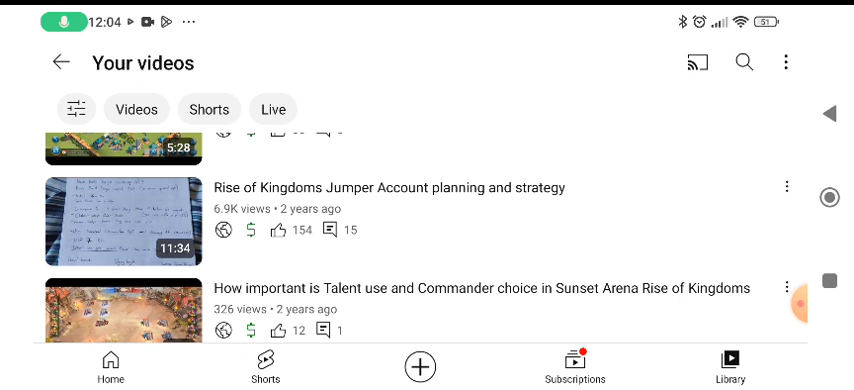 12:04
51
Your videos
Videos Shorts Live
5:28
Rise of Kingdoms Jumper Account planning and strategy
6.9K views • 2 years ago
154 15
11:34
How important is Talent use and Commander choice in Sunset Arena Rise of Kingdoms
326 views • 2 years ago
12 1
Home Shorts Subscriptions Library